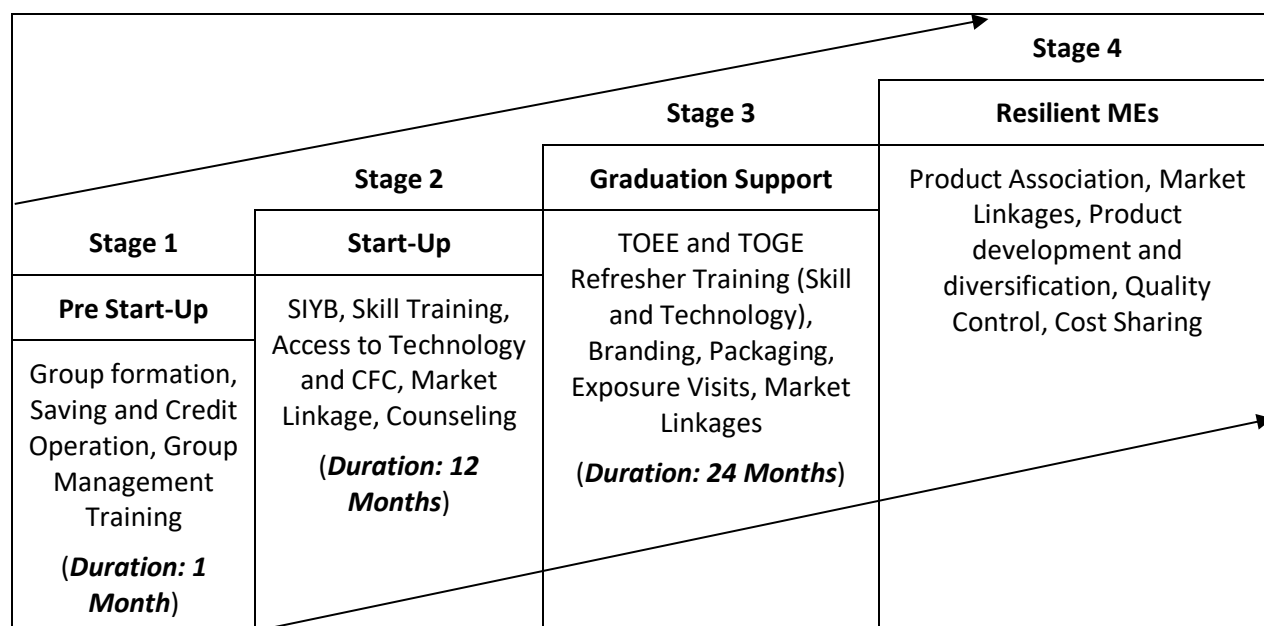 Stage 1
Pre Start-Up
Group formation,
Saving and Credit
Operation, Group
Management
Training
(Duration: 1
Month)
Stage 2
Start-Up
SIYB, Skill Training,
Access to Technology
and CFC, Market
Linkage, Counseling
(Duration: 12
Months)
Stage 3
Graduation Support
TOEE and TOGE
Refresher Training (Skill
and Technology),
Branding, Packaging,
Exposure Visits, Market
Linkages
(Duration: 24 Months)
Stage 4
Resilient MEs
Product Association, Market
Linkages, Product
development and
diversification, Quality
Control, Cost Sharing